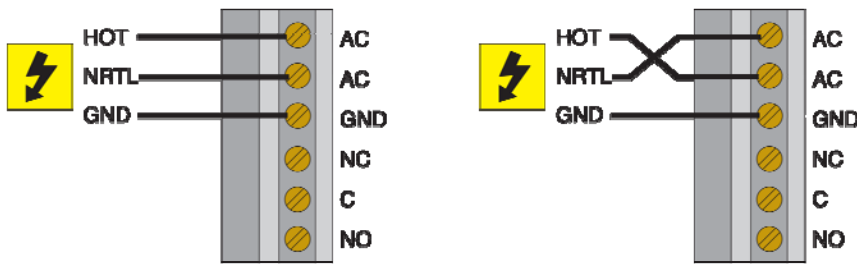 HOT AC
NRTL AC
GND GND
NC
C
NO
HOT AC
NRTL AC
GND GND
NC
C
NO